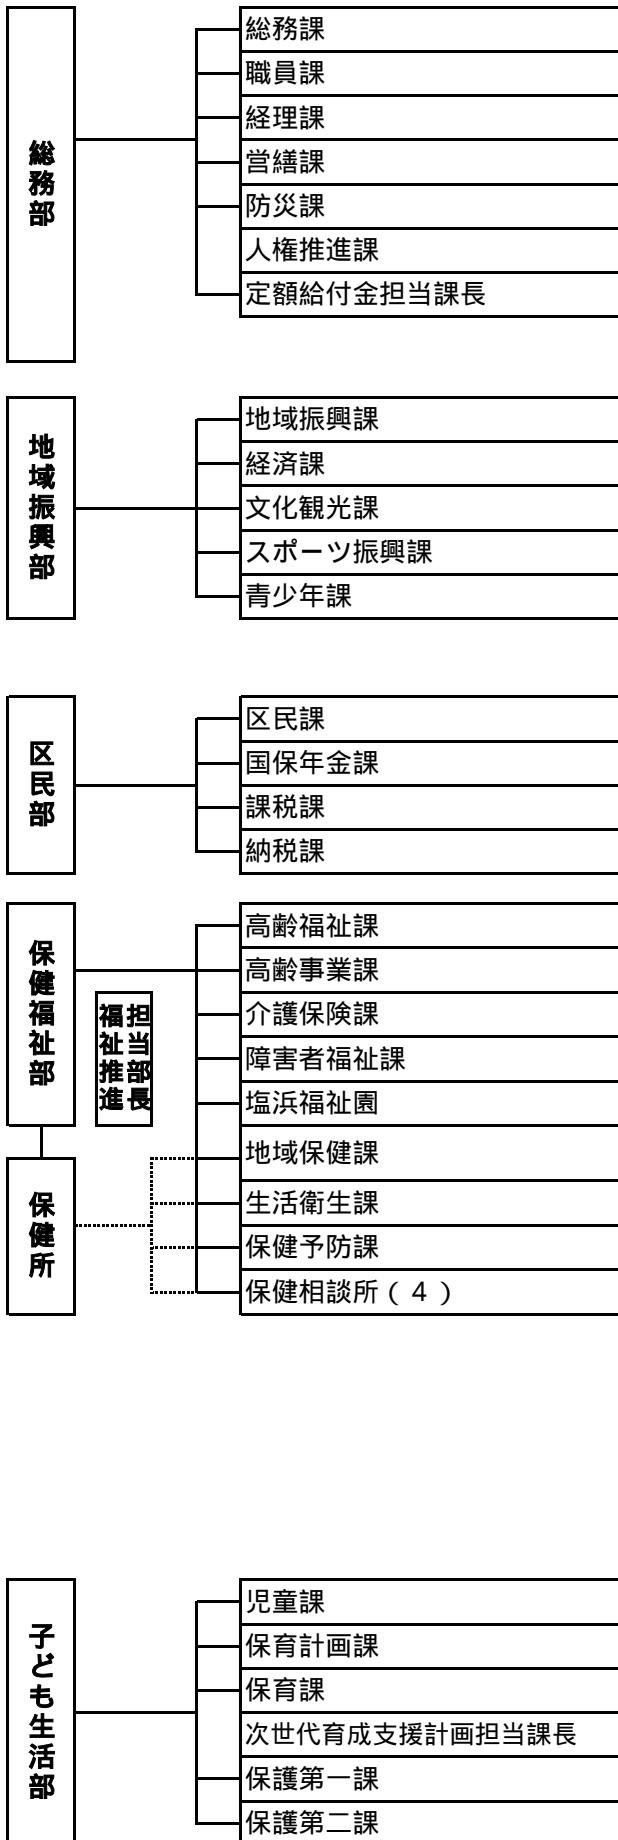 総務部
総務課
職員課
経理課
営繕課
防災課
人権推進課
定額給付金担当課長
地域振興部
地域振興課
経済課
文化観光課
スポーツ振興課
青少年課
区民部
区民課
国保年金課
課税課
納税課
保健福祉部
福祉推進
担当部長
高齢福祉課
高齢事業課
介護保険課
障害者福祉課
塩浜福祉園
保健所
地域保健課
生活衛生課
保健予防課
保健相談所(4)
子ども生活部
児童課
保育計画課
保育課
次世代育成支援計画担当課長
保護第一課
保護第二課